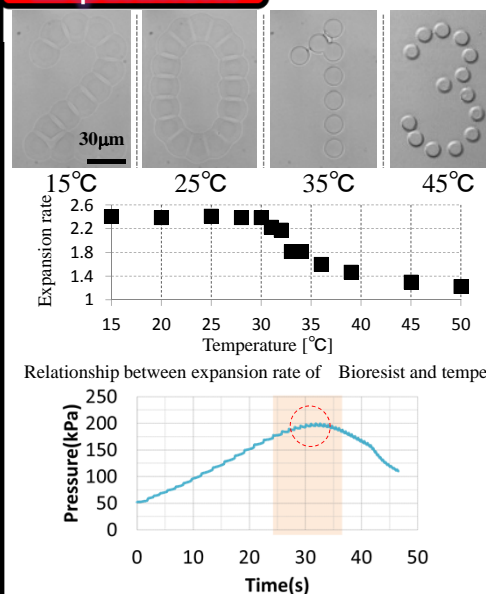 30µm
15℃ 25℃ 35℃ 45℃
Expansion rate
2.6
2.2
1.8
1.4
1
15 20 25 30 35 40 45 50
Temperature [℃]
Relationship between expansion rate of Bioresist and tempe
Pressure(kPa)
250
200
150
100
50
0
0 10 20 30 40 50
Time(s)